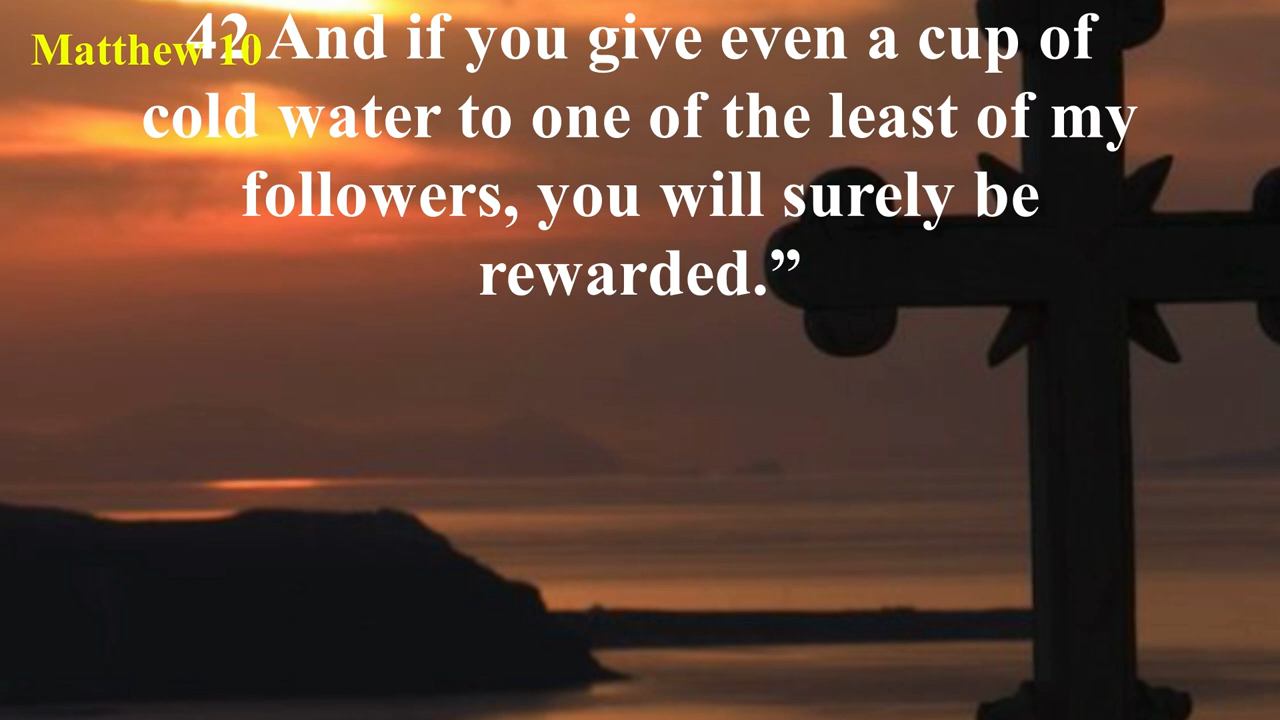 Matthew 10
42 And if you give even a cup of
cold water to one of the least of my
followers, you will surely be
rewarded.”